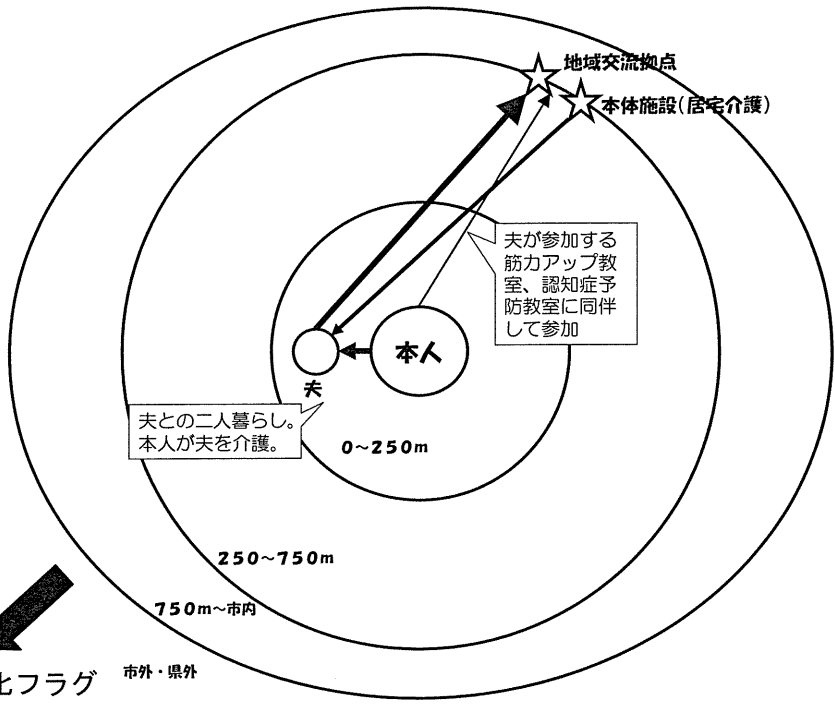 地域交流拠点
本体施設(居宅介護)
夫が参加する
筋力アップ教
室、認知症予
防教室に同伴
して参加
本人
夫
夫との二人暮らし。
本人が夫を介護。
0～250m
250～750m
750m～市内
市外・県外
フラグ